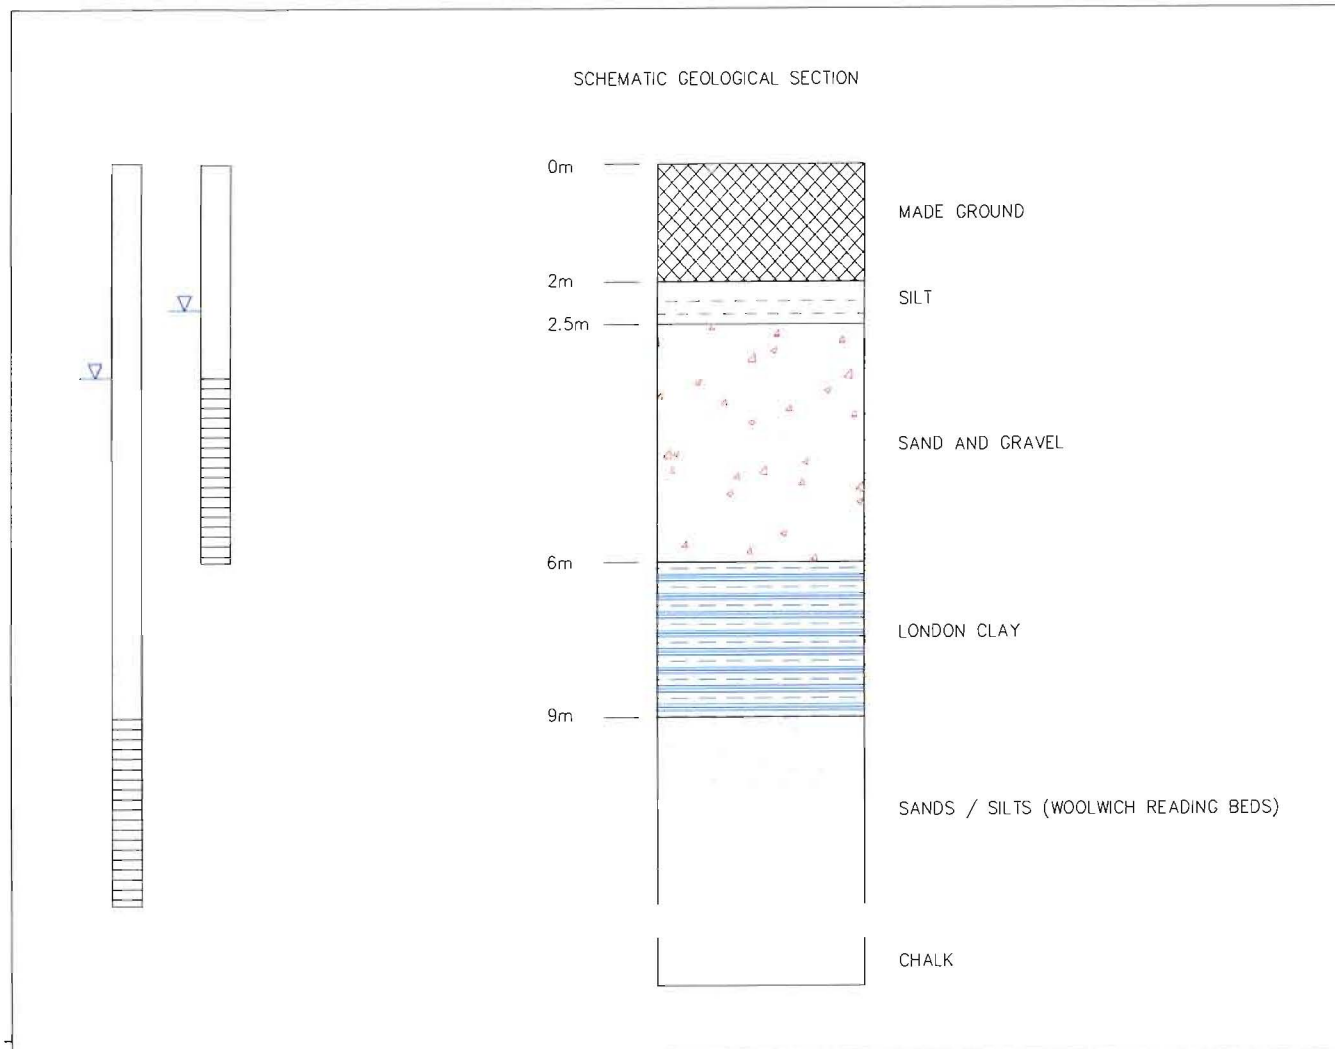 SCHEMATIC GEOLOGICAL SECTION
0m
MADE GROUND
2m
SILT
2.5m
SAND AND GRAVEL
6m
LONDON CLAY
9m
SANDS / SILTS (WOOLWICH READING BEDS)
CHALK